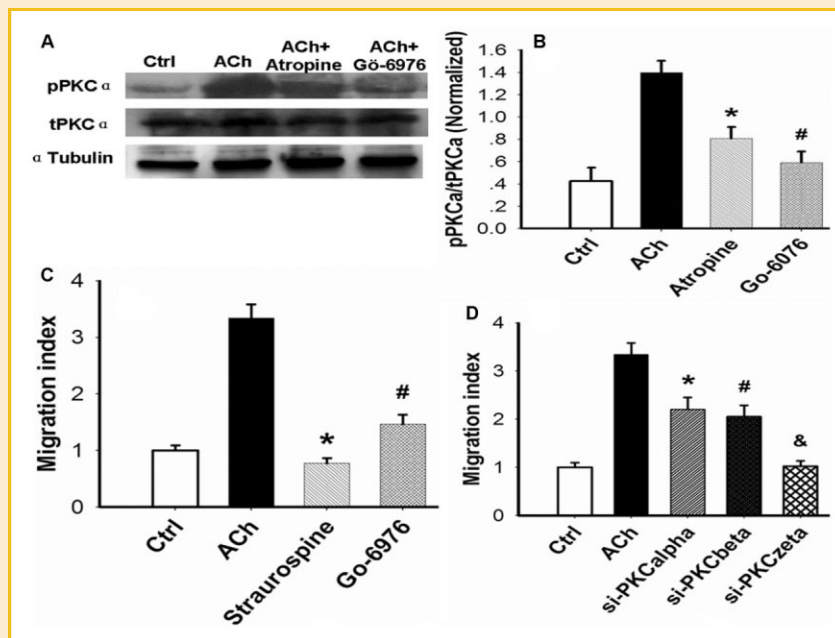 A
Ctrl ACh ACh+ Atropine ACh+ Gö-6976
pPKC α
tPKC α
α Tubulin
B
pPKCa/tPKCa (Normalized)
1.6
1.4
1.2
1.0
.8
.6
.4
.2
0.0
*
#
Ctrl
ACh
Atropine
Go-6076
C
Migration index
4
3
2
1
0
*
#
Ctrl
ACh
Straurospine
Go-6976
D
Migration index
4
3
2
1
0
*
#
&
Ctrl
ACh
si-PKCalpha
si-PKCbeta
si-PKCzeta